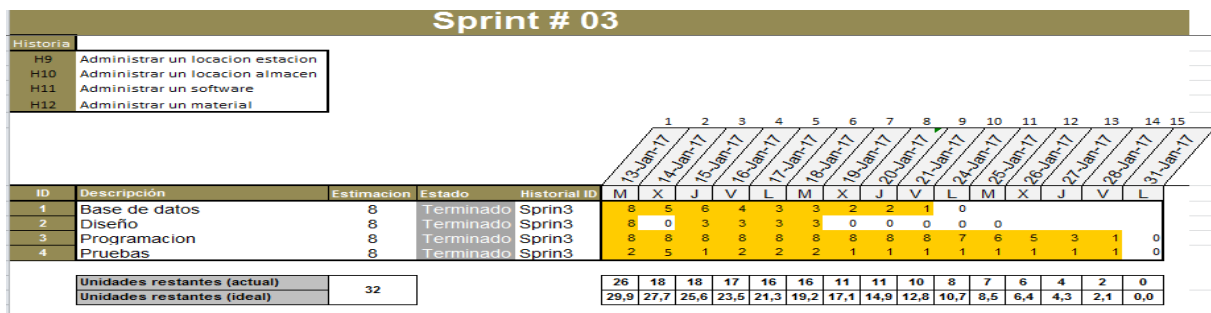 Sprint # 03
Historia
H9 Administrar un locacion estacion
H10 Administrar un locacion almacen
H11 Administrar un software
H12 Administrar un material
1 2 3 4 5 6 7 8 9 10 11 12 13 14 15
13-Jan-17 14-Jan-17 15-Jan-17 16-Jan-17 17-Jan-17 18-Jan-17 19-Jan-17 20-Jan-17 21-Jan-17 24-Jan-17 25-Jan-17 26-Jan-17 27-Jan-17 28-Jan-17 31-Jan-17
ID Descripción Estimacion Estado Historial ID M X J V L M X J V L M X J V L
1 Base de datos 8 Terminado Sprin3 8 5 6 4 3 3 2 2 1 0
2 Diseño 8 Terminado Sprin3 8 0 3 3 3 3 0 0 0 0 0
3 Programacion 8 Terminado Sprin3 8 8 8 8 8 8 8 8 8 7 6 5 3 1 0
4 Pruebas 8 Terminado Sprin3 2 5 1 2 2 2 1 1 1 1 1 1 1 1 0
Unidades restantes (actual) 32 26 18 18 17 16 16 11 11 10 8 7 6 4 2 0
Unidades restantes (ideal) 29,9 27,7 25,6 23,5 21,3 19,2 17,1 14,9 12,8 10,7 8,5 6,4 4,3 2,1 0,0